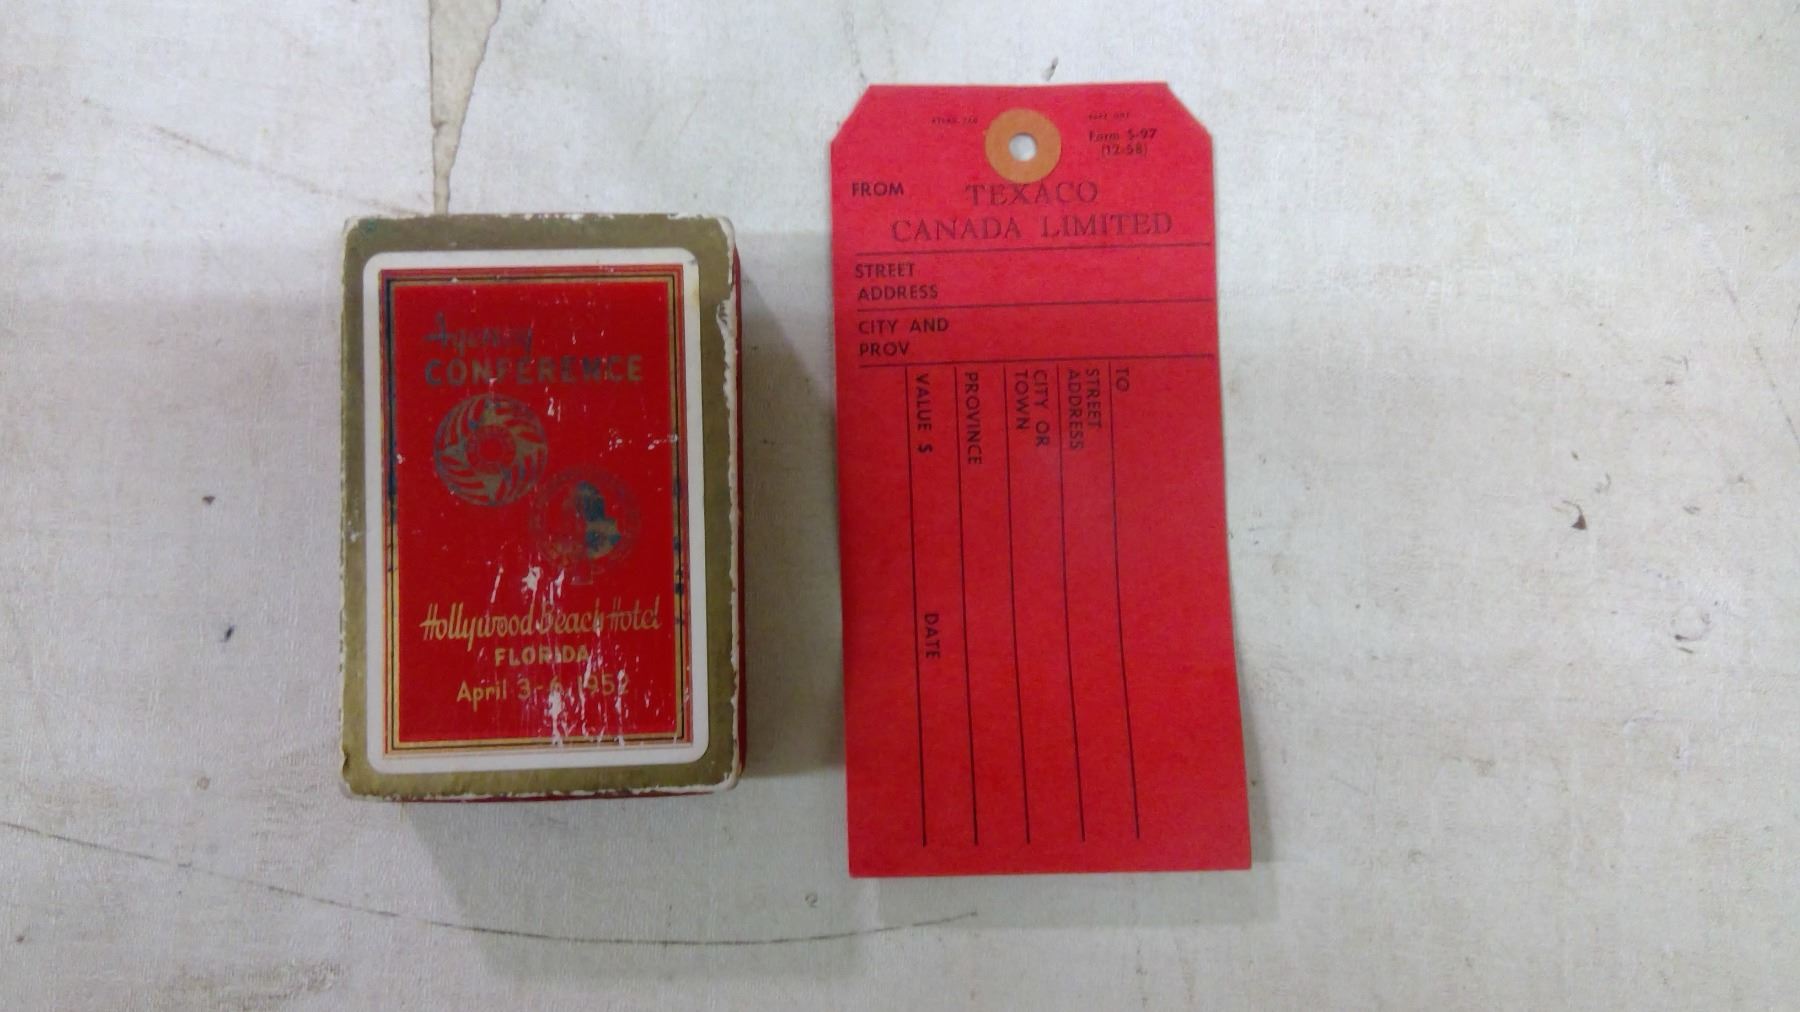 Agency
CONFERENCE
Hollywood Beach Hotel
FLORIDA
April 3-6, 1952
Form S-97
(12-58)
FROM TEXACO
CANADA LIMITED
STREET
ADDRESS
CITY AND
PROV
TO
STREET
ADDRESS
CITY OR
TOWN
PROVINCE
VALUE $ DATE